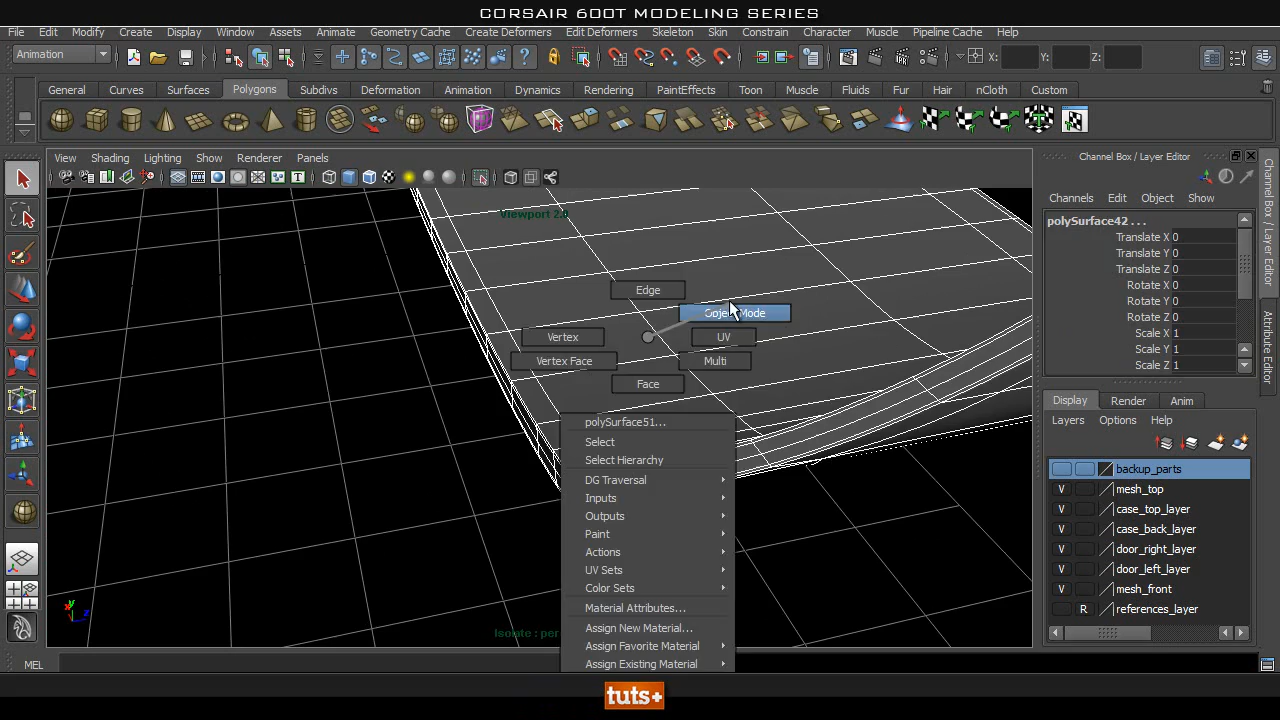 CORSAIR 600T MODELING SERIES
File Edit Modify Create Display Window Assets Animate Geometry Cache Create Deformers Edit Deformers Skeleton Skin Constrain Character Muscle Pipeline Cache Help
Animation X: Y: Z:
General Curves Surfaces Polygons Subdivs Deformation Animation Dynamics Rendering PaintEffects Toon Muscle Fluids Fur Hair nCloth Custom
View Shading Lighting Show Renderer Panels
Viewport 2.0
Edge
Object Mode
Vertex UV
Vertex Face Multi
Face
polySurface51...
Select
Select Hierarchy
DG Traversal
Inputs
Outputs
Paint
Actions
UV Sets
Color Sets
Material Attributes...
Assign New Material...
Assign Favorite Material
Assign Existing Material
Isolate : per
y
x z
Channel Box / Layer Editor
Channels Edit Object Show
polySurface42 ...
Translate X 0
Translate Y 0
Translate Z 0
Rotate X 0
Rotate Y 0
Rotate Z 0
Scale X 1
Scale Y 1
Scale Z 1
Display Render Anim
Layers Options Help
backup_parts
V mesh_top
V case_top_layer
V case_back_layer
V door_right_layer
V door_left_layer
V mesh_front
R references_layer
Channel Box / Layer Editor
Attribute Editor
MEL
tuts+